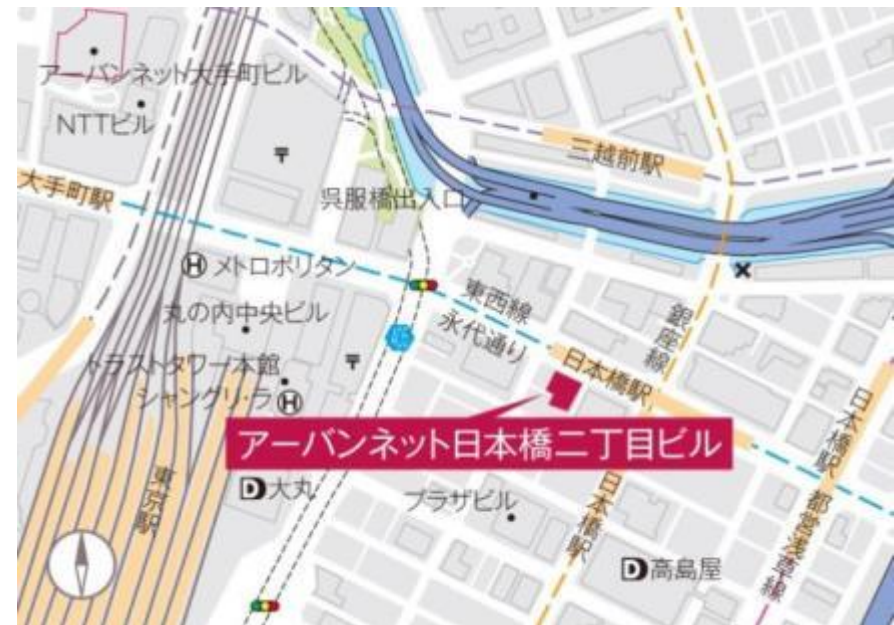 アーバンネット大手町ビル
NTTビル
三越前駅
大手町駅
呉服橋出入口
H メトロポリタン
東西線
永代通り
銀座線
丸の内中央ビル
トラストタワー本館
シャングリ・ラ H
日本橋駅
アーバンネット日本橋二丁目ビル
日本橋駅 都営浅草線
東京駅
D 大丸
プラザビル
日本橋駅
D 高島屋